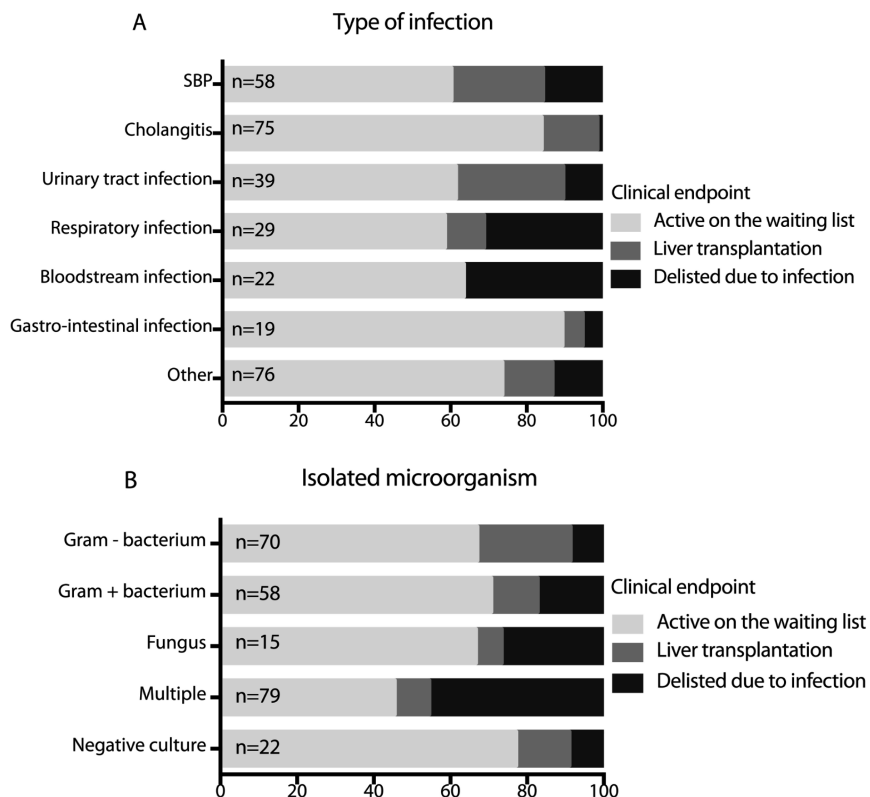 A
Type of infection
SBP
n=58
Cholangitis
n=75
Urinary tract infection
n=39
Respiratory infection
n=29
Bloodstream infection
n=22
Gastro-intestinal infection
n=19
Other
n=76
0 20 40 60 80 100
Clinical endpoint
Active on the waiting list
Liver transplantation
Delisted due to infection
B
Isolated microorganism
Gram - bacterium
n=70
Gram + bacterium
n=58
Fungus
n=15
Multiple
n=79
Negative culture
n=22
0 20 40 60 80 100
Clinical endpoint
Active on the waiting list
Liver transplantation
Delisted due to infection